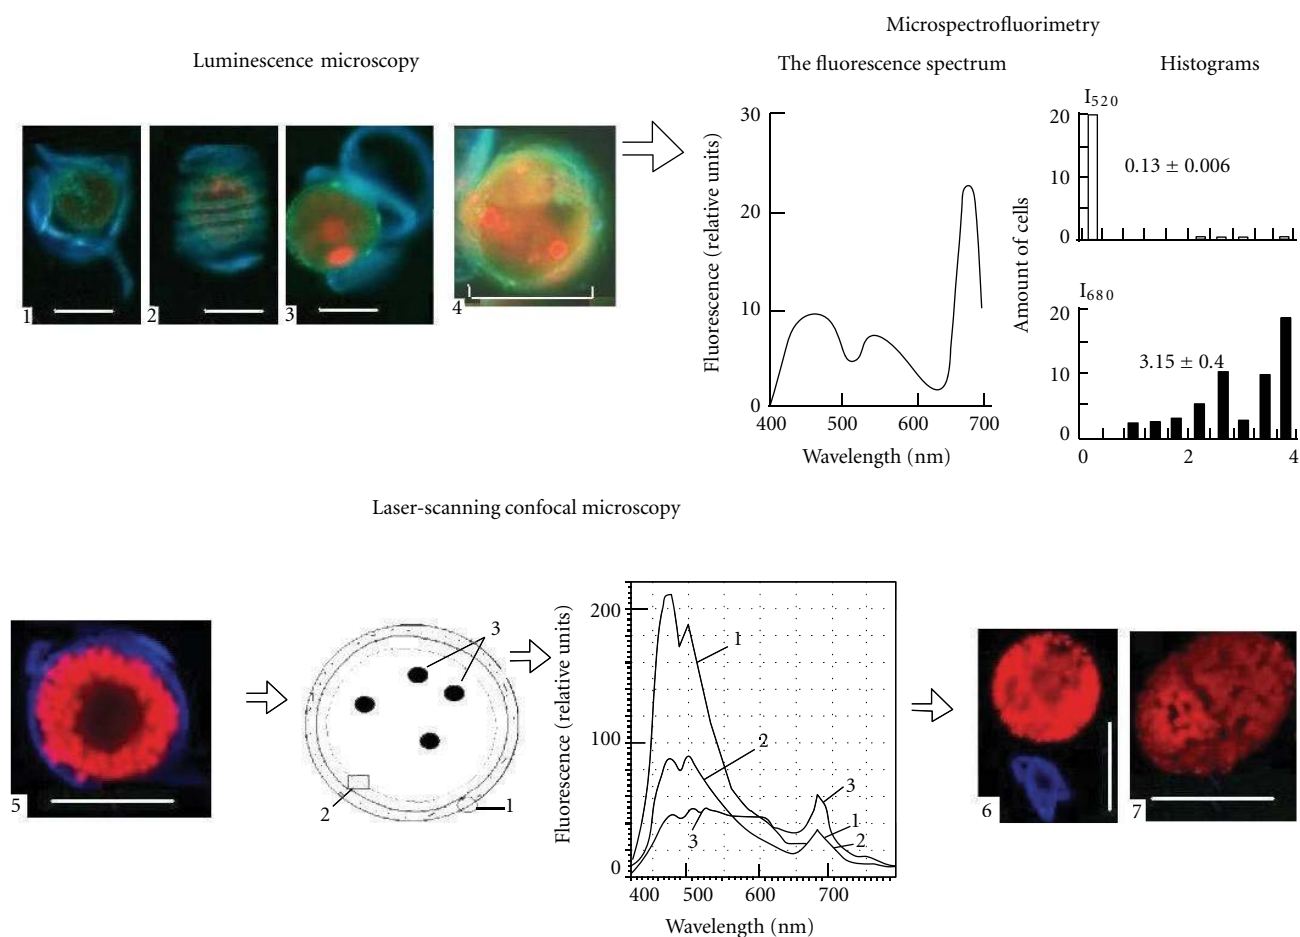 Microspectrofluorimetry
Luminescence microscopy
The fluorescence spectrum
Histograms
1
2
3
4
Fluorescence (relative units)
30
20
10
0
400
500
600
700
Wavelength (nm)
Amount of cells
I520
20
10
20
0
0.13 ± 0.006
I680
20
10
0
3.15 ± 0.4
0
2
4
Laser-scanning confocal microscopy
5
3
2
1
Fluorescence (relative units)
200
100
0
1
2
3
3
1
2
400
500
600
700
Wavelength (nm)
6
7